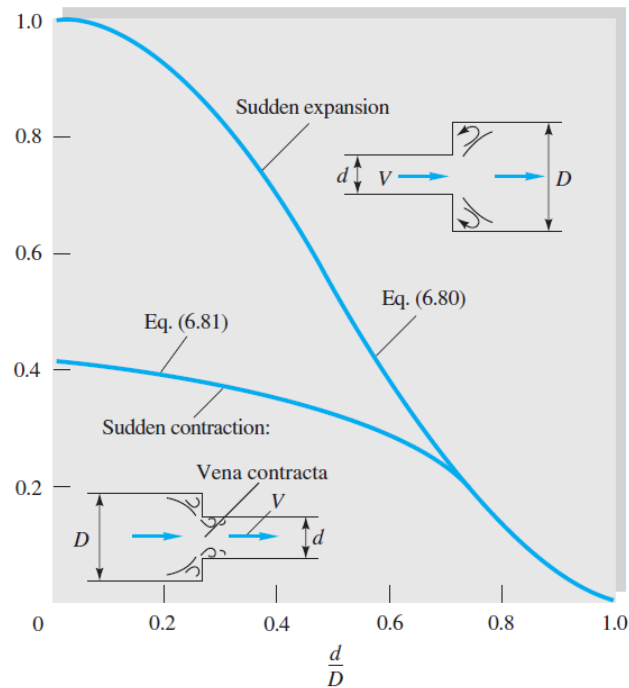 1.0
Sudden expansion
0.8
d
V
D
0.6
Eq. (6.80)
Eq. (6.81)
0.4
Sudden contraction:
Vena contracta
0.2
V
D
d
0
0.2
0.4
0.6
0.8
1.0
d
D